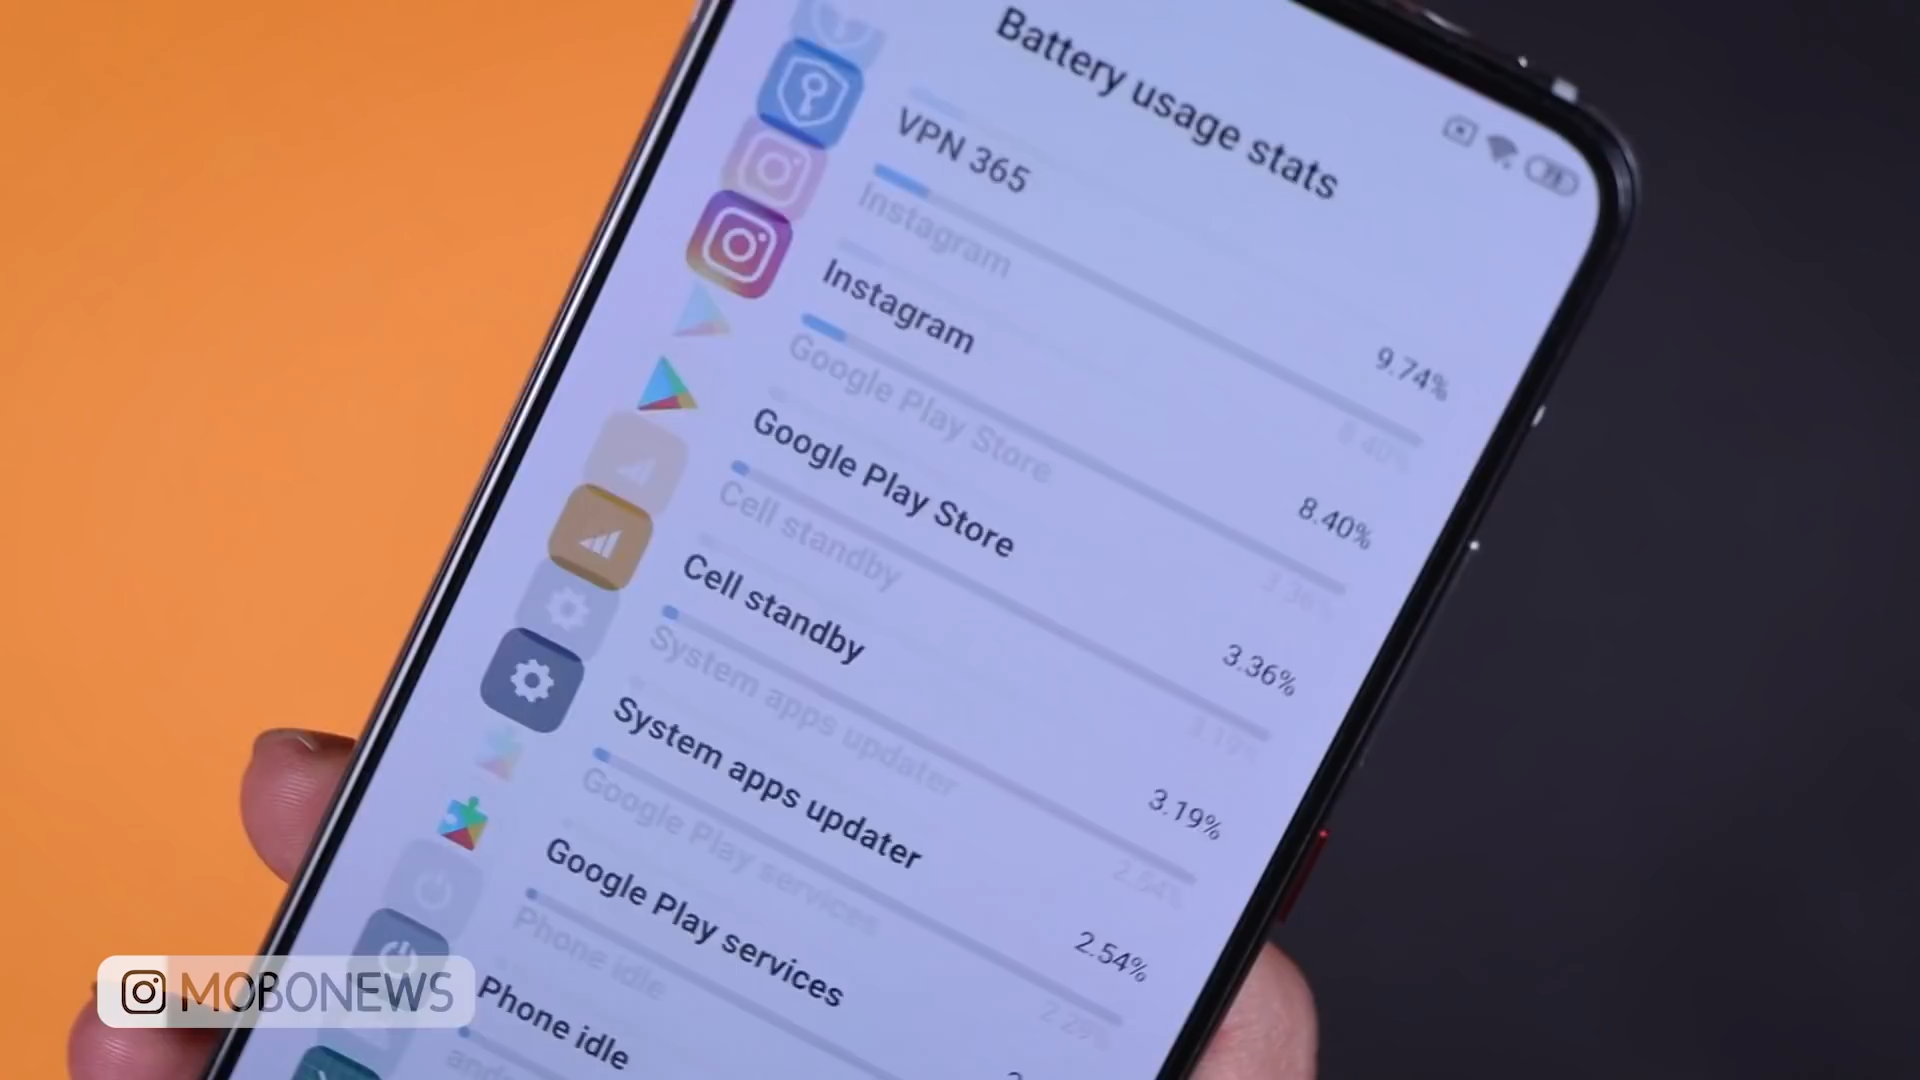 Battery usage stats
VPN 365
9.74%
Instagram
8.40%
Google Play Store
3.36%
Cell standby
3.19%
System apps updater
2.54%
Google Play services
Phone idle
MOBONEWS